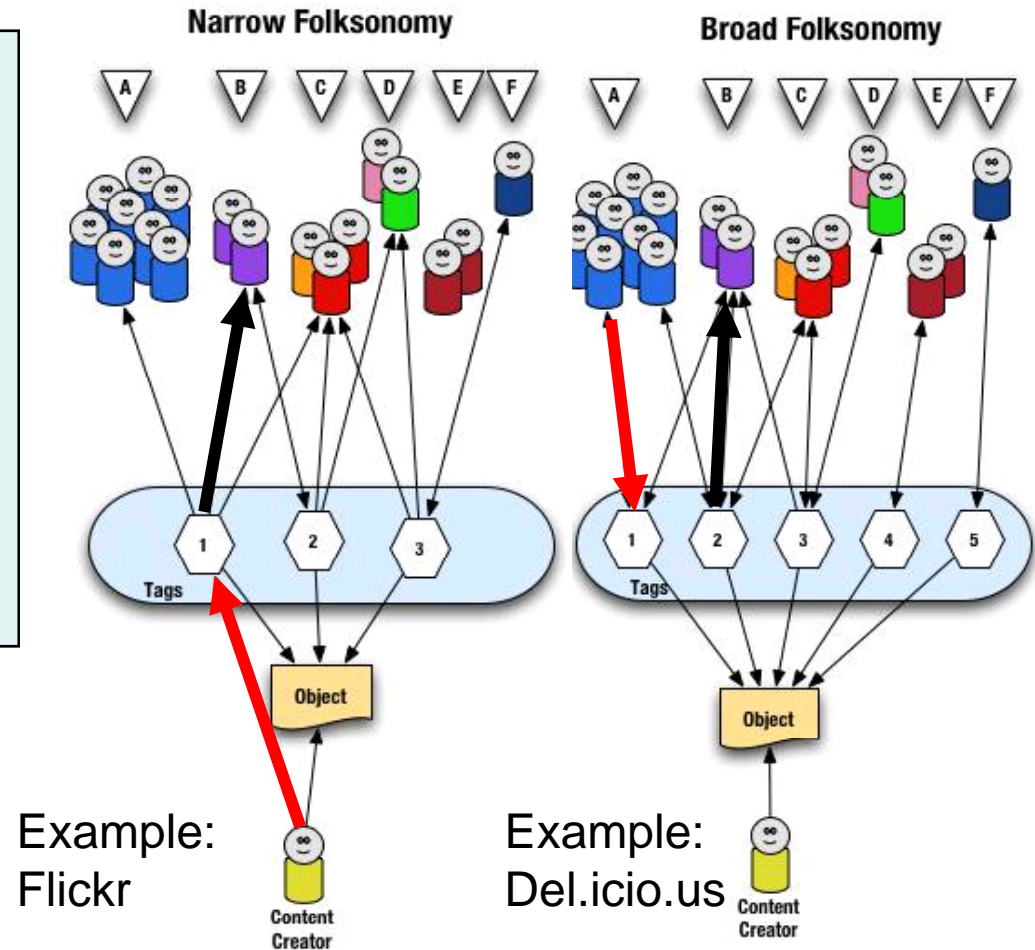 Narrow Folksonomy
A B C D E F
1 2 3
Tags
Object
Content
Creator
Example:
Flickr
Broad Folksonomy
A B C D E F
1 2 3 4 5
Tags
Object
Content
Creator
Example:
Del.icio.us